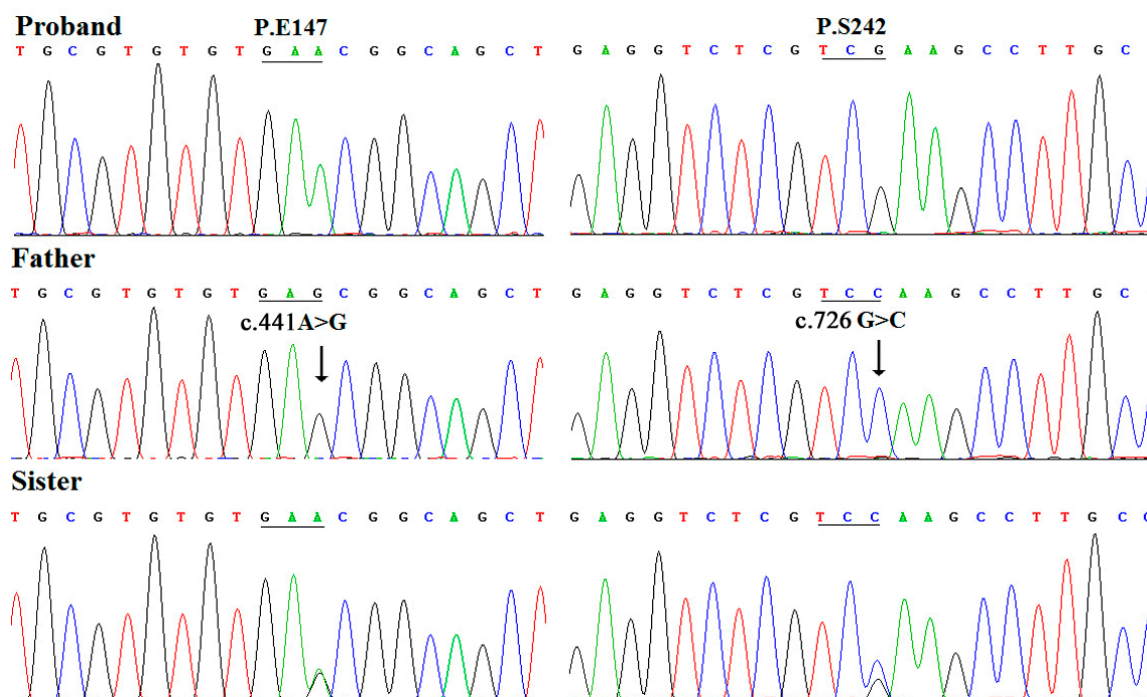 Proband
P.E147
P.S242
T G C G T G T G T G A A C G G C A G C T
G A G G T C T C G T C G A A G C C T T G C
Father
T G C G T G T G T G A G C G G C A G C T
G A G G T C T C G T C C A A G C C T T G C
c.441A>G
c.726 G>C
Sister
T G C G T G T G T G A A C G G C A G C T
G A G G T C T C G T C C A A G C C T T G C C